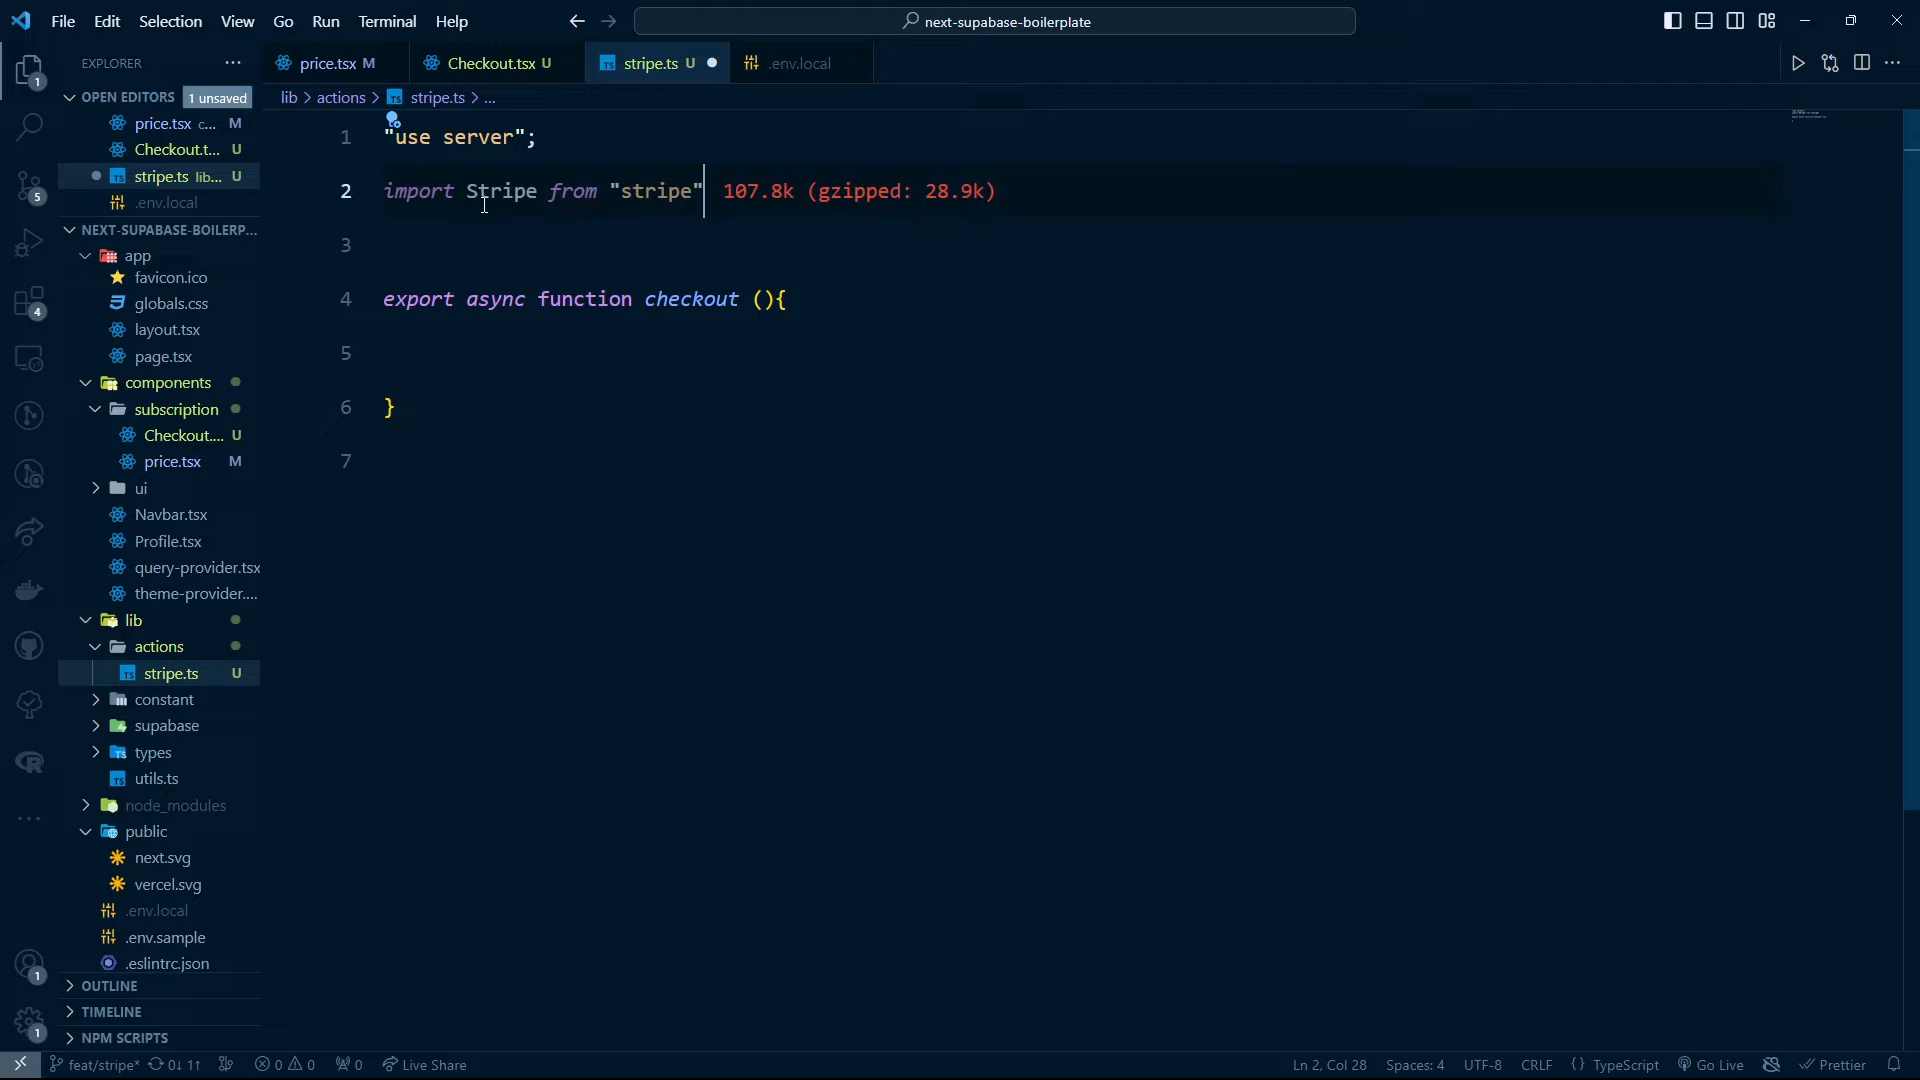 File Edit Selection View Go Run Terminal Help
next-supabase-boilerplate
EXPLORER
price.tsx M
Checkout.tsx U
stripe.ts U
.env.local
OPEN EDITORS 1 unsaved
lib > actions > stripe.ts > ...
price.tsx c... M
Checkout.t... U
stripe.ts lib... U
.env.local
NEXT-SUPABASE-BOILERP...
app
favicon.ico
globals.css
layout.tsx
page.tsx
components
subscription
Checkout.... U
price.tsx M
ui
Navbar.tsx
Profile.tsx
query-provider.tsx
theme-provider....
lib
actions
stripe.ts U
constant
supabase
types
utils.ts
node_modules
public
next.svg
vercel.svg
.env.local
.env.sample
.eslintrc.json
OUTLINE
TIMELINE
NPM SCRIPTS
1
5
4
1
1
1 "use server";
2 import Stripe from "stripe" 107.8k (gzipped: 28.9k)
3
4 export async function checkout (){
5
6 }
7
feat/stripe* 0↓ 1↑ 0 0 0 Live Share
Ln 2, Col 28 Spaces: 4 UTF-8 CRLF {} TypeScript Go Live Prettier